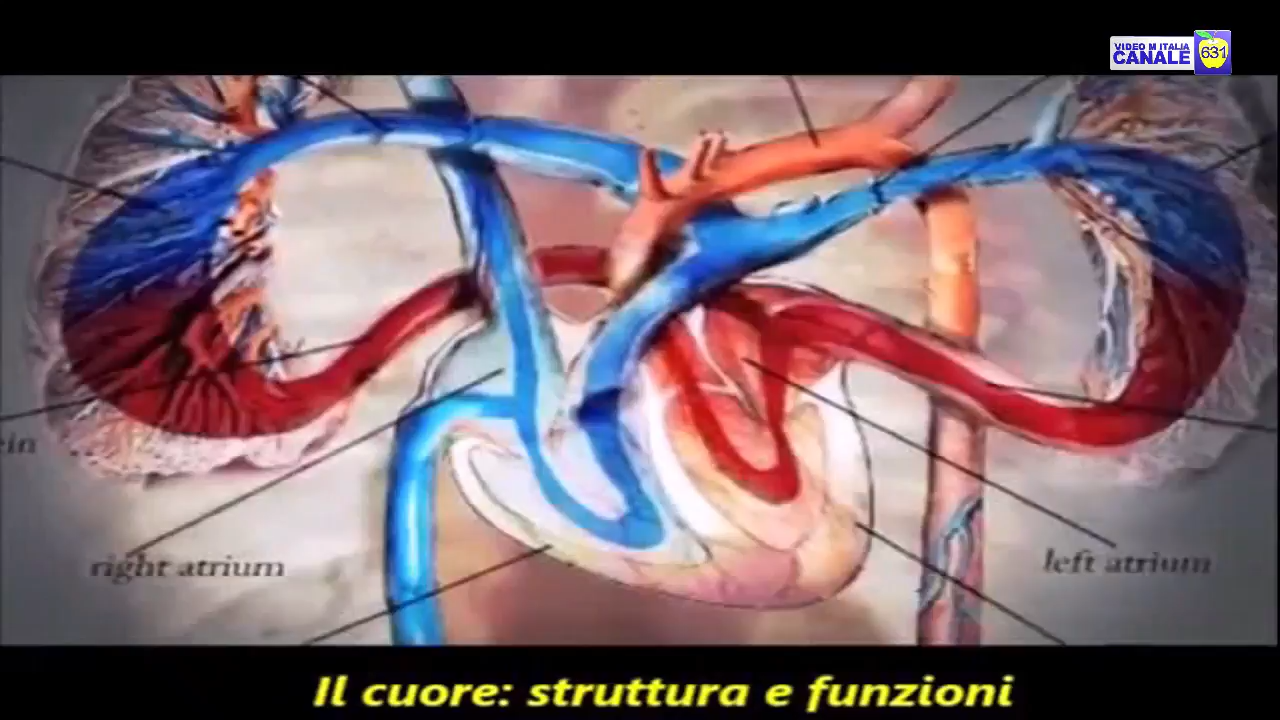 VIDEO M ITALIA
CANALE 631
right atrium
left atrium
Il cuore: struttura e funzioni